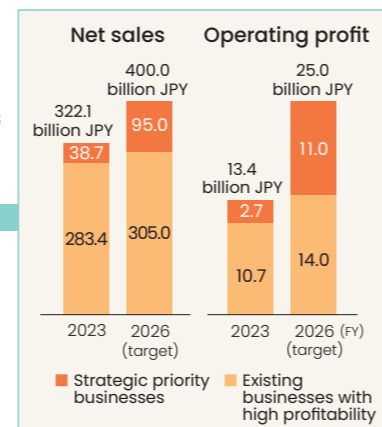 Net sales
Operating profit
400.0
billion JPY
322.1
billion JPY
95.0
38.7
283.4
305.0
2023
2026
(target)
25.0
billion JPY
13.4
billion JPY
11.0
2.7
10.7
14.0
2023
2026 (FY)
(target)
Strategic priority
businesses
Existing
businesses with
high profitability